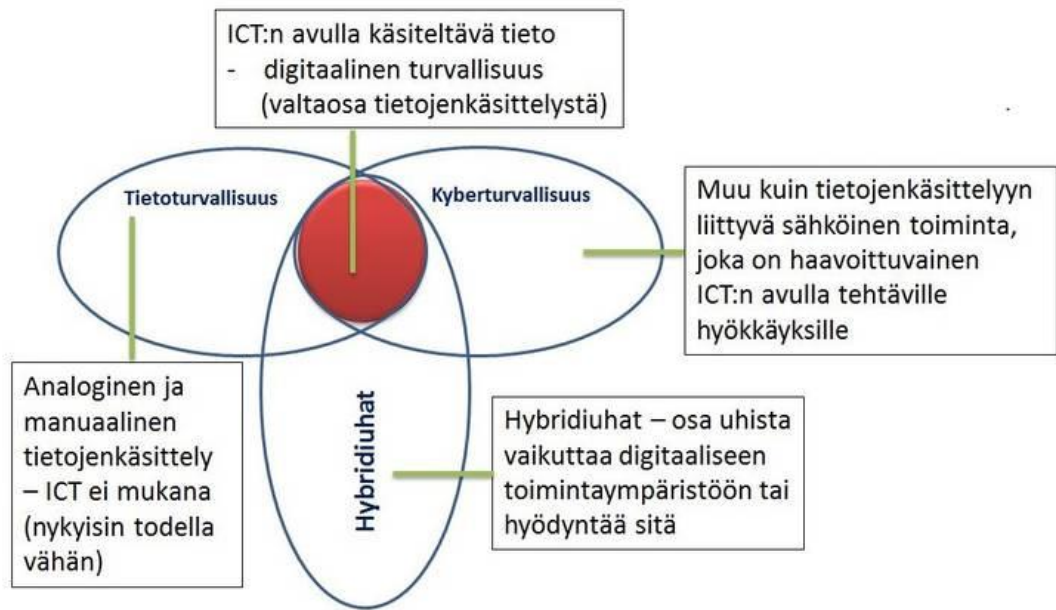 ICT:n avulla käsiteltävä tieto
- digitaalinen turvallisuus
(valtaosa tietojenkäsittelystä)
Tietoturvallisuus
Kyberturvallisuus
Muu kuin tietojenkäsittelyyn
liittyvä sähköinen toiminta,
joka on haavoittuvainen
ICT:n avulla tehtäville
hyökkäyksille
Analoginen ja
manuaalinen
tietojenkäsittely
– ICT ei mukana
(nykyisin todella
vähän)
Hybridiuhat
Hybridiuhat – osa uhista
vaikuttaa digitaaliseen
toimintaympäristöön tai
hyödyntää sitä